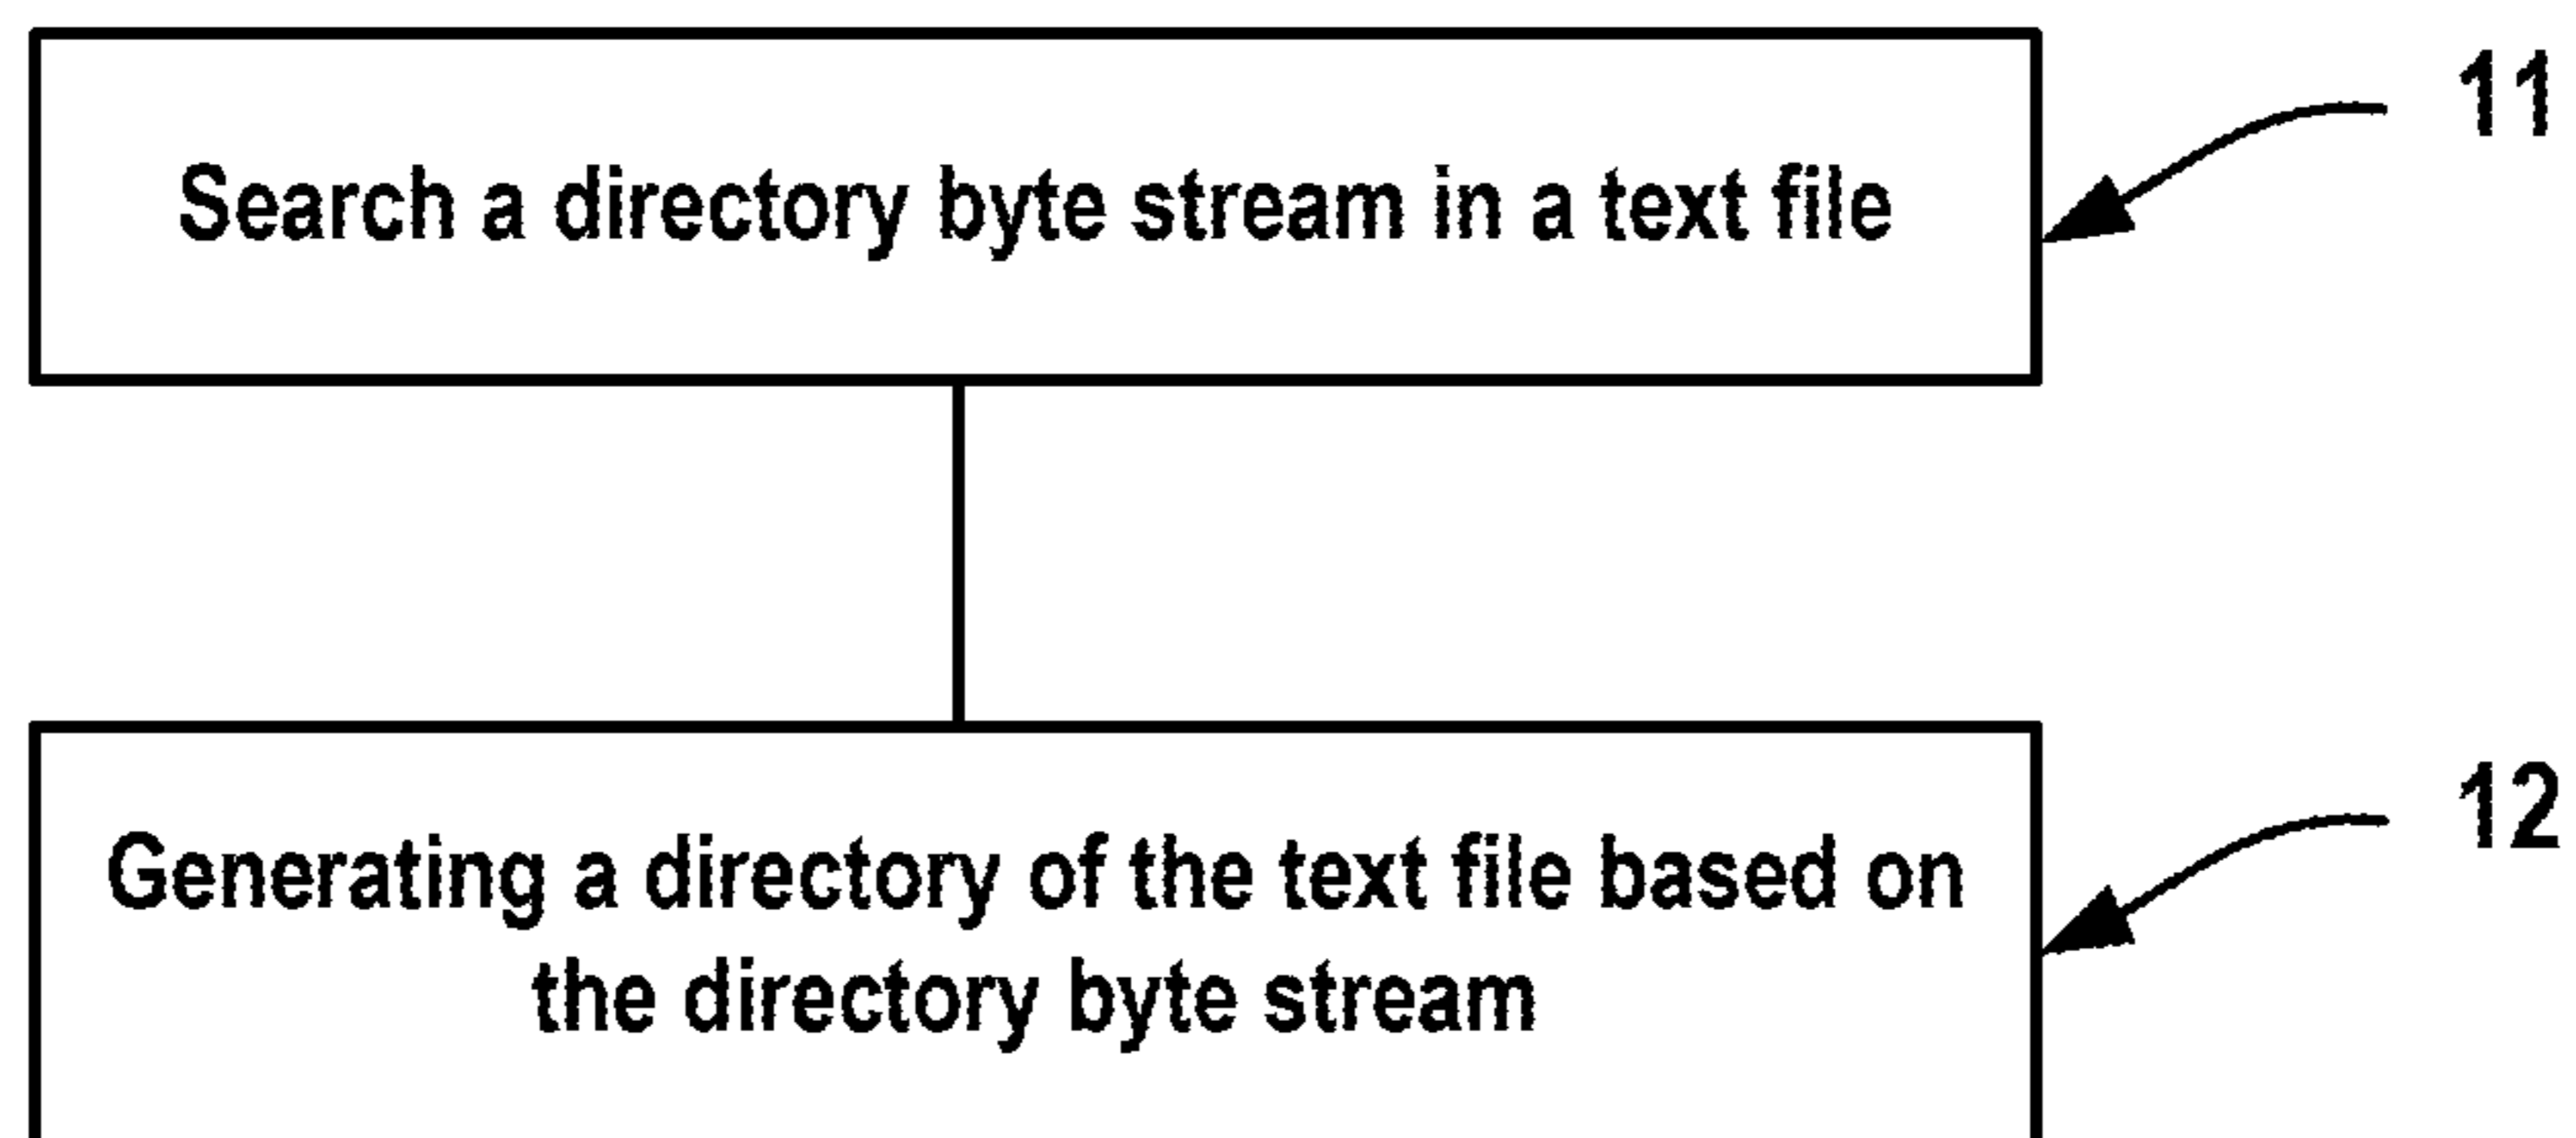 11
Search a directory byte stream in a text file
12
Generating a directory of the text file based on
the directory byte stream